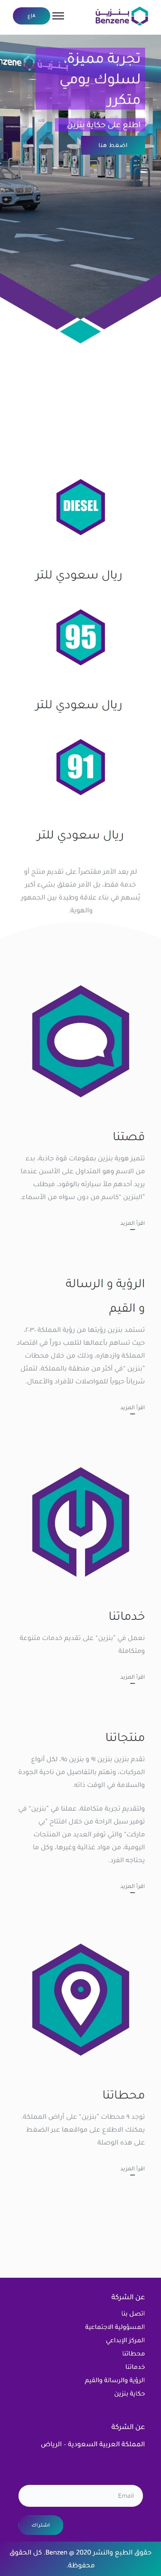 بنزين
Benzene
EN
تجربة مميزة،
لسلوك يومي
متكرر
اطلع على حكاية بنزين
اضغط هنا
DIESEL
ريال سعودي للتر
95
ريال سعودي للتر
91
ريال سعودي للتر
لم يعد الأمر مقتصراً على تقديم منتج أو
خدمة فقط، بل الأمر متعلق بشيء أكبر
يُسهم في بناء علاقة وطيدة بين الجمهور
والهوية.
قصتنا
تتميز هوية بنزين بمقومات قوة جاذبة، بدء
من الاسم وهو المتداول على الألسن عندما
يريد أحدهم ملأ سيارته بالوقود، فيطلب
"البنزين "كاسم من دون سواه من الأسماء.
اقرأ المزيد
الرؤية و الرسالة
و القيم
تستمد بنزين رؤيتها من رؤية المملكة ٢٠٣٠،
حيث تساهم بأعمالها لتلعب دوراً في اقتصاد
المملكة وازدهاره، وذلك من خلال محطات
"بنزين "في أكثر من منطقة بالمملكة، لتمثل
شرياناً حيوياً للمواصلات للأفراد والأعمال.
اقرأ المزيد
خدماتنا
نعمل في "بنزين" على تقديم خدمات متنوعة
ومتكاملة
اقرأ المزيد
منتجاتنا
نقدم بنزين بنزين ٩١ و بنزين ٩٥، لكل أنواع
المركبات، ونهتم بالتفاصيل من ناحية الجودة
والسلامة في الوقت ذاته.
ولتقديم تجربة متكاملة، عملنا في "بنزين" في
توفير سبل الراحة من خلال افتتاح "بي
ماركت" والتي توفر العديد من المنتجات
اليومية، من مواد غذائية وغيرها، وكل ما
يحتاجه الفرد.
اقرأ المزيد
محطاتنا
توجد ٩ محطات "بنزين" على أراض المملكة.
يمكنك الاطلاع على مواقعها عبر الضغط
على هذه الوصلة
اقرأ المزيد
عن الشركة
اتصل بنا
المسؤولية الاجتماعية
المركز الإبداعي
محطاتنا
خدماتنا
الرؤية والرسالة والقيم
حكاية بنزين
عن الشركة
المملكة العربية السعودية - الرياض
Email
اشتراك
حقوق الطبع والنشر 2020 @ Benzen. كل الحقوق
محفوظة.